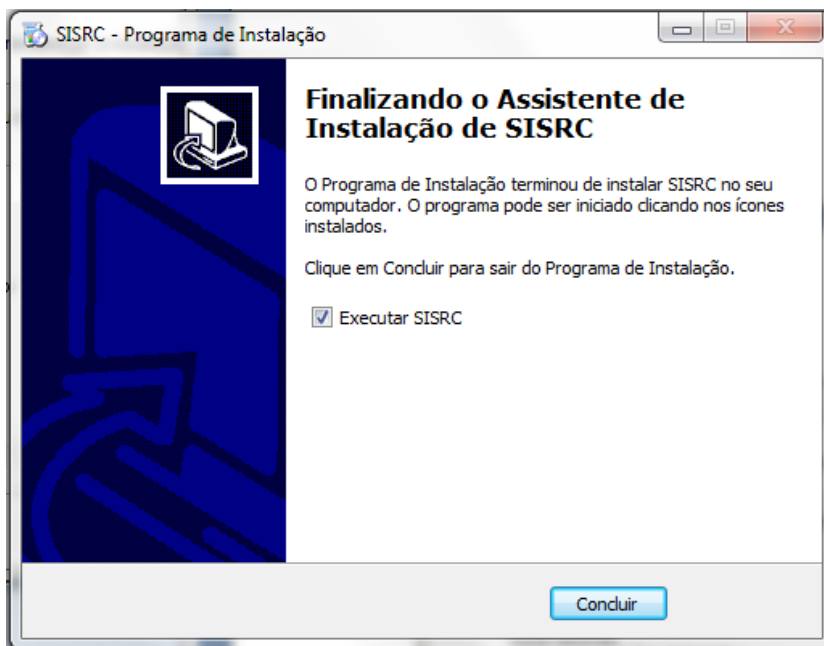 SISRC - Programa de Instalação
Finalizando o Assistente de
Instalação de SISRC
O Programa de Instalação terminou de instalar SISRC no seu
computador. O programa pode ser iniciado clicando nos ícones
instalados.
Clique em Concluir para sair do Programa de Instalação.
Executar SISRC
Concluir